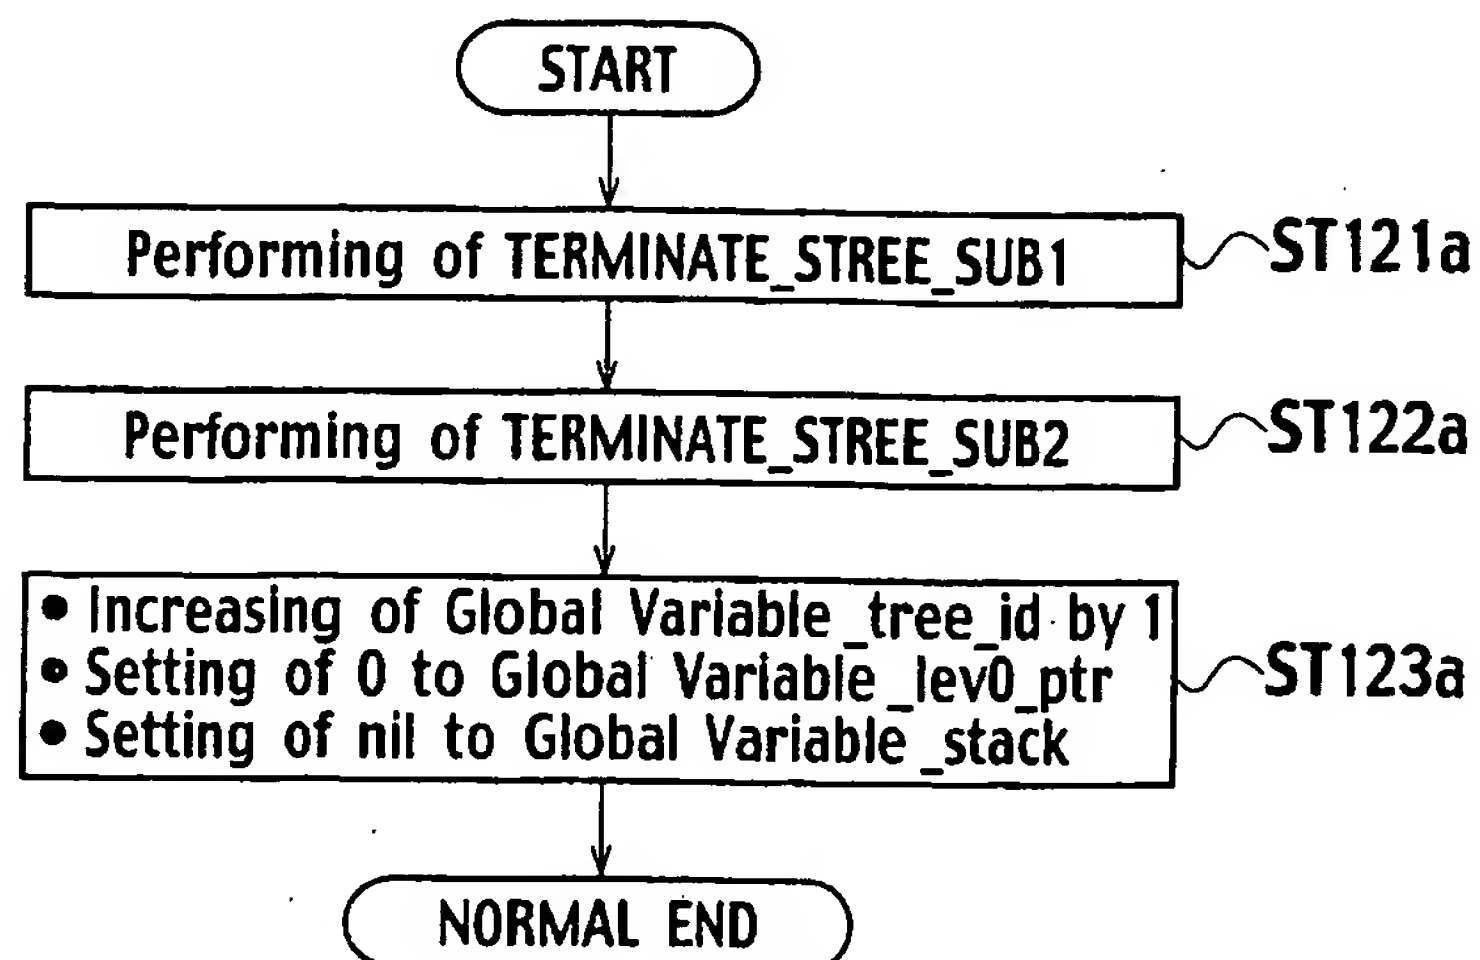 START
Performing of TERMINATE_STREE_SUB1
ST121a
Performing of TERMINATE_STREE_SUB2
ST122a
• Increasing of Global Variable _tree_id by 1
• Setting of 0 to Global Variable _lev0_ptr
• Setting of nil to Global Variable _stack
ST123a
NORMAL END